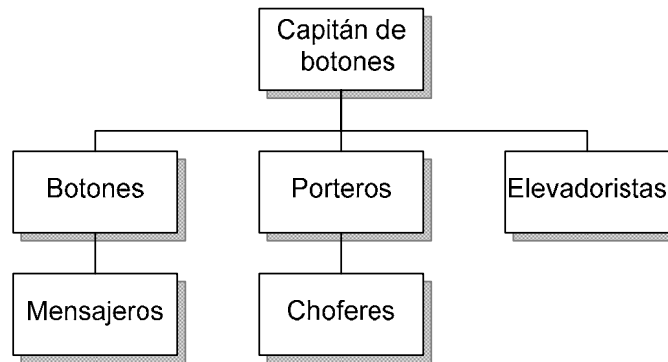 Capitán de
botones
Botones
Porteros
Elevadoristas
Mensajeros
Choferes